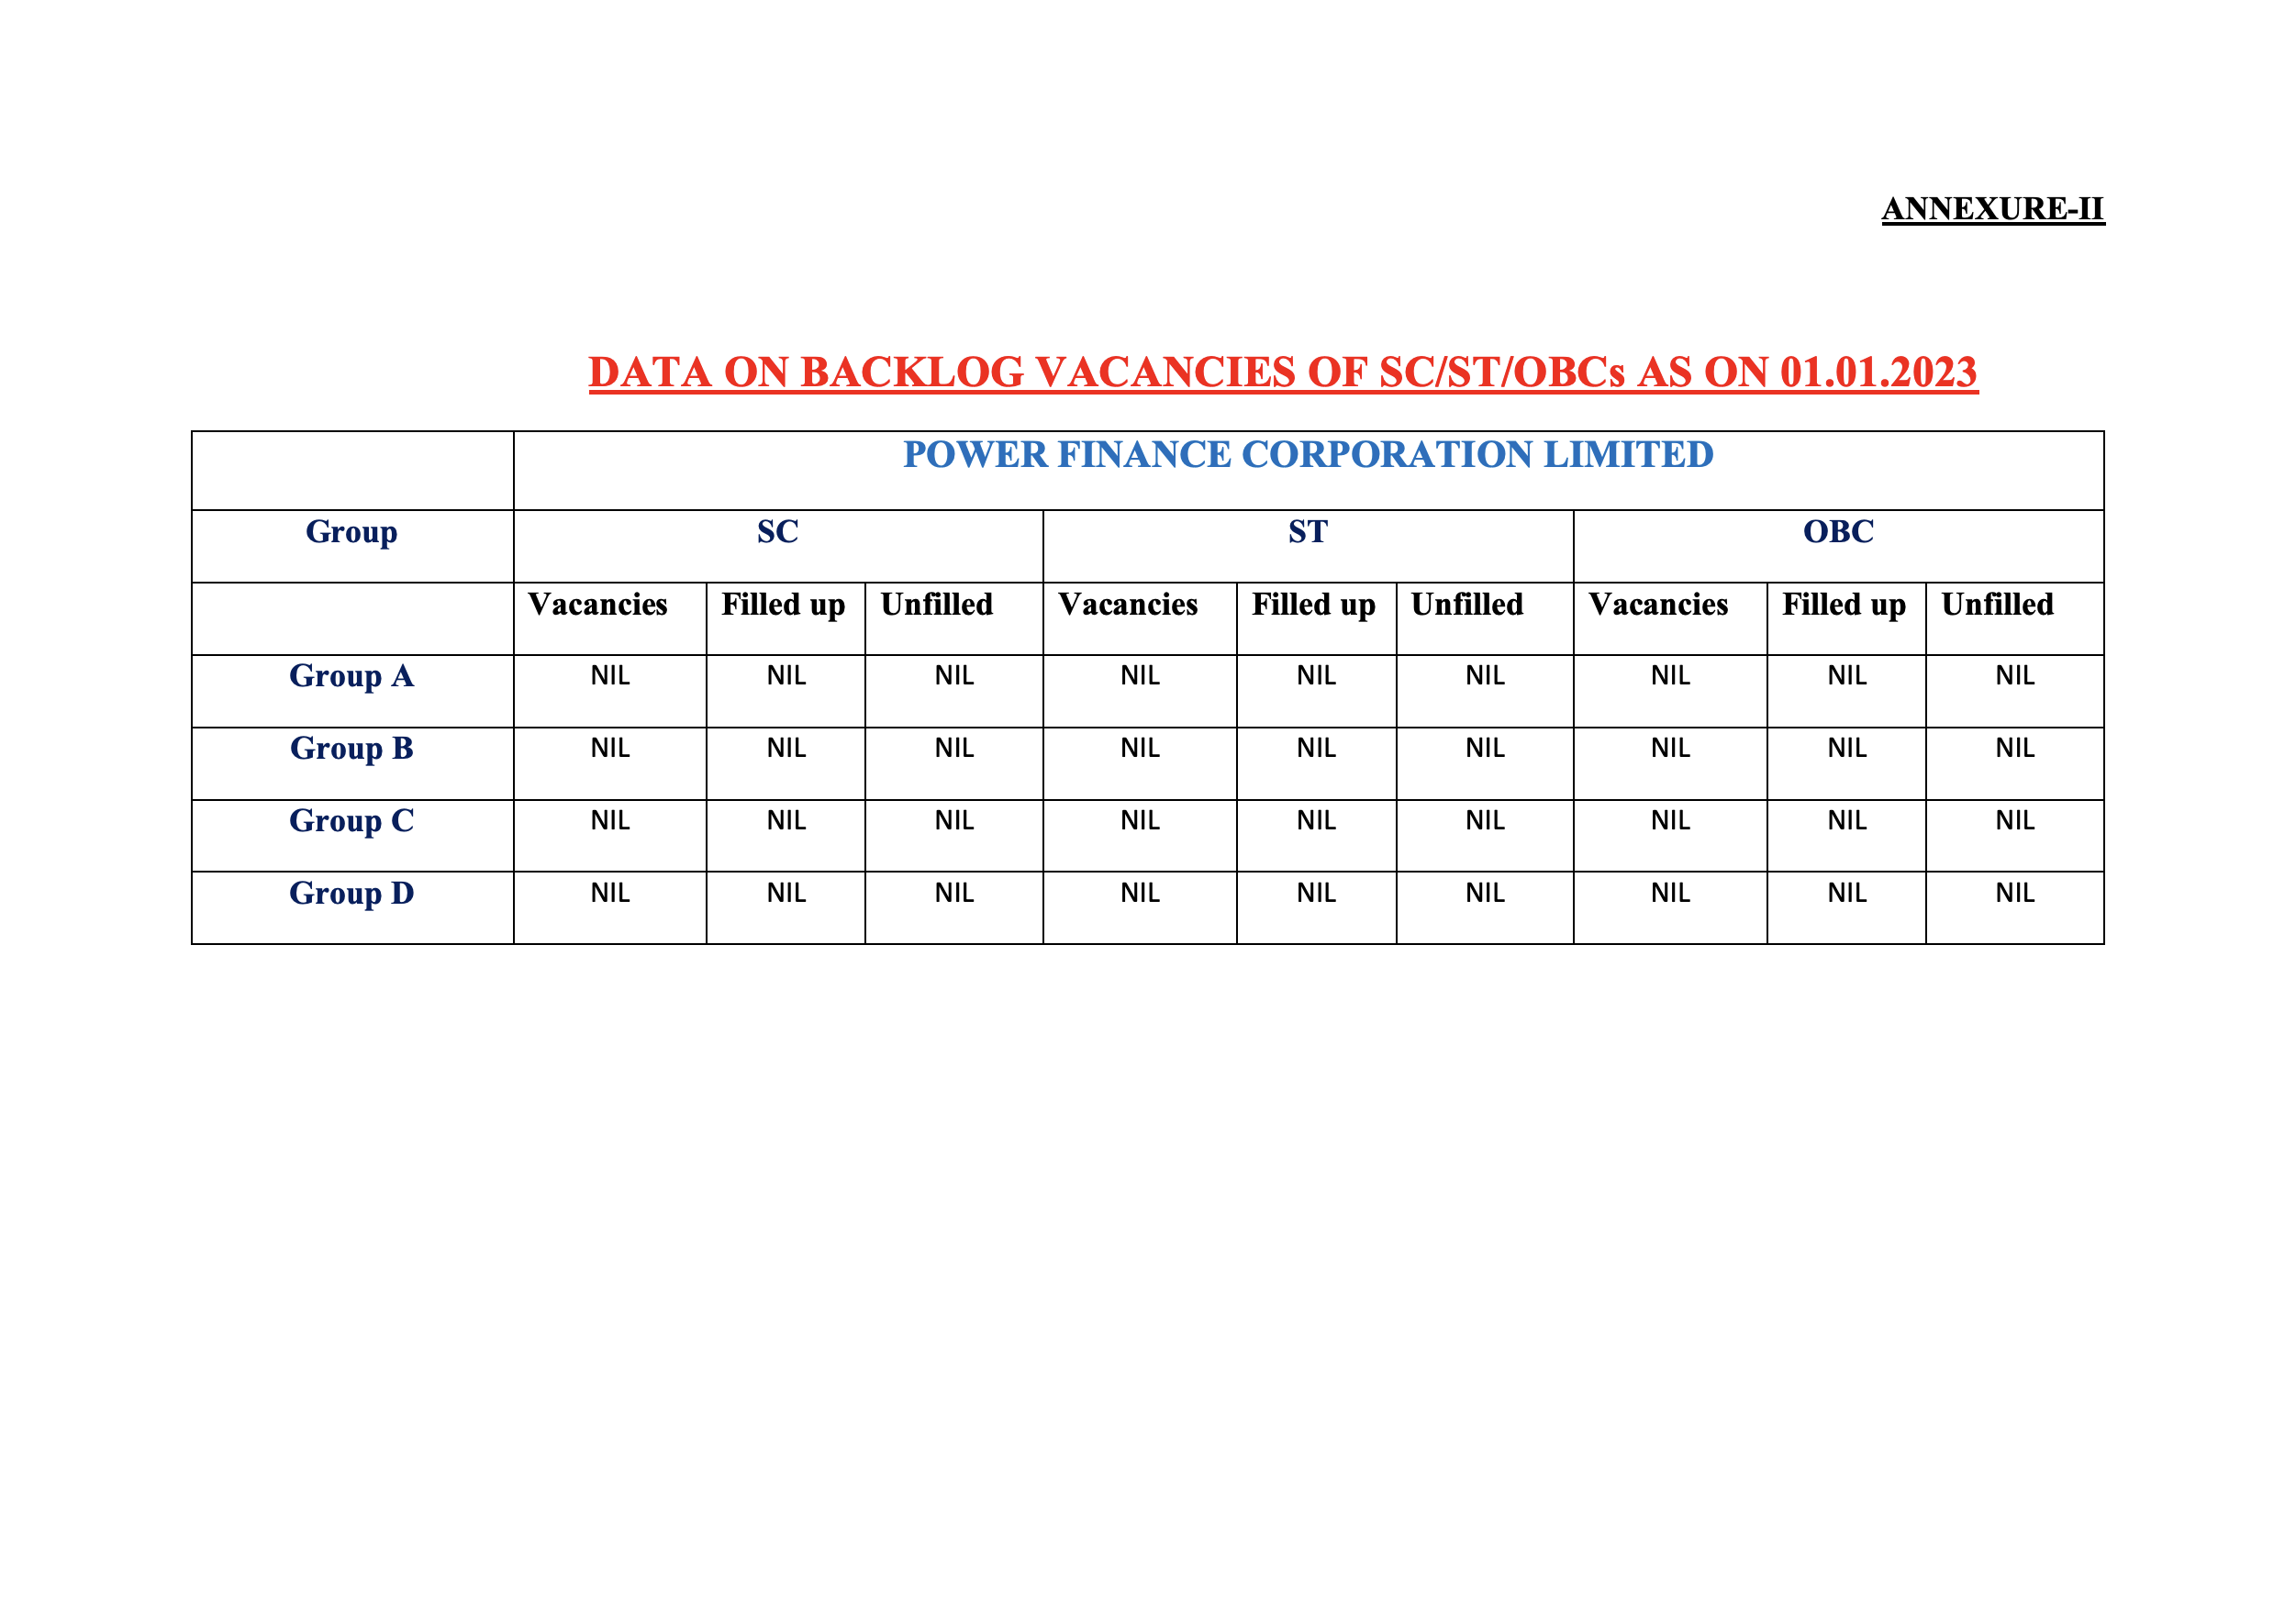 ANNEXURE-II
DATA ON BACKLOG VACANCIES OF SC/ST/OBCs AS ON 01.01.2023
POWER FINANCE CORPORATION LIMITED
Group SC ST OBC
Vacancies Filled up Unfilled Vacancies Filled up Unfilled Vacancies Filled up Unfilled
Group A NIL NIL NIL NIL NIL NIL NIL NIL NIL
Group B NIL NIL NIL NIL NIL NIL NIL NIL NIL
Group C NIL NIL NIL NIL NIL NIL NIL NIL NIL
Group D NIL NIL NIL NIL NIL NIL NIL NIL NIL